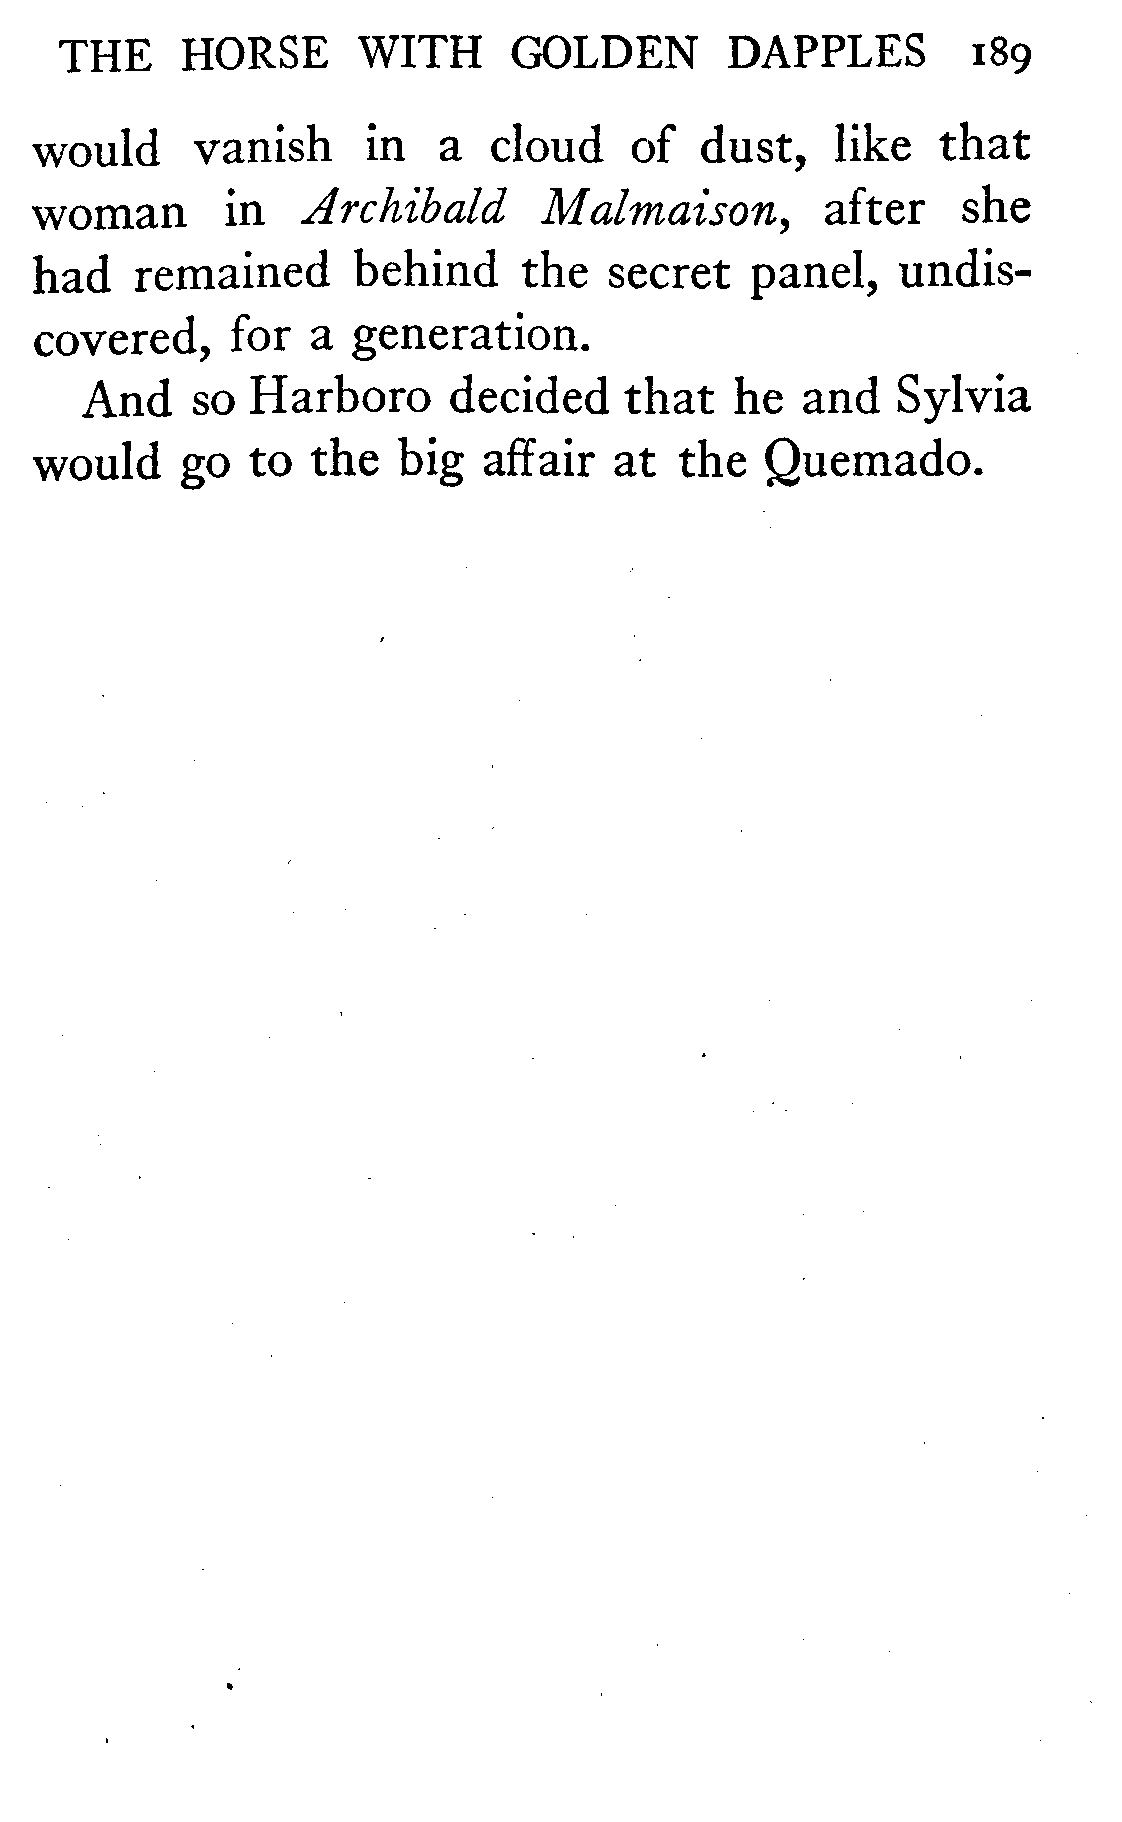 THE HORSE WITH GOLDEN DAPPLES 189
would vanish in a cloud of dust, like that
woman in Archibald Malmaison, after she
had remained behind the secret panel, undis-
covered, for a generation.
And so Harboro decided that he and Sylvia
would go to the big affair at the Quemado.